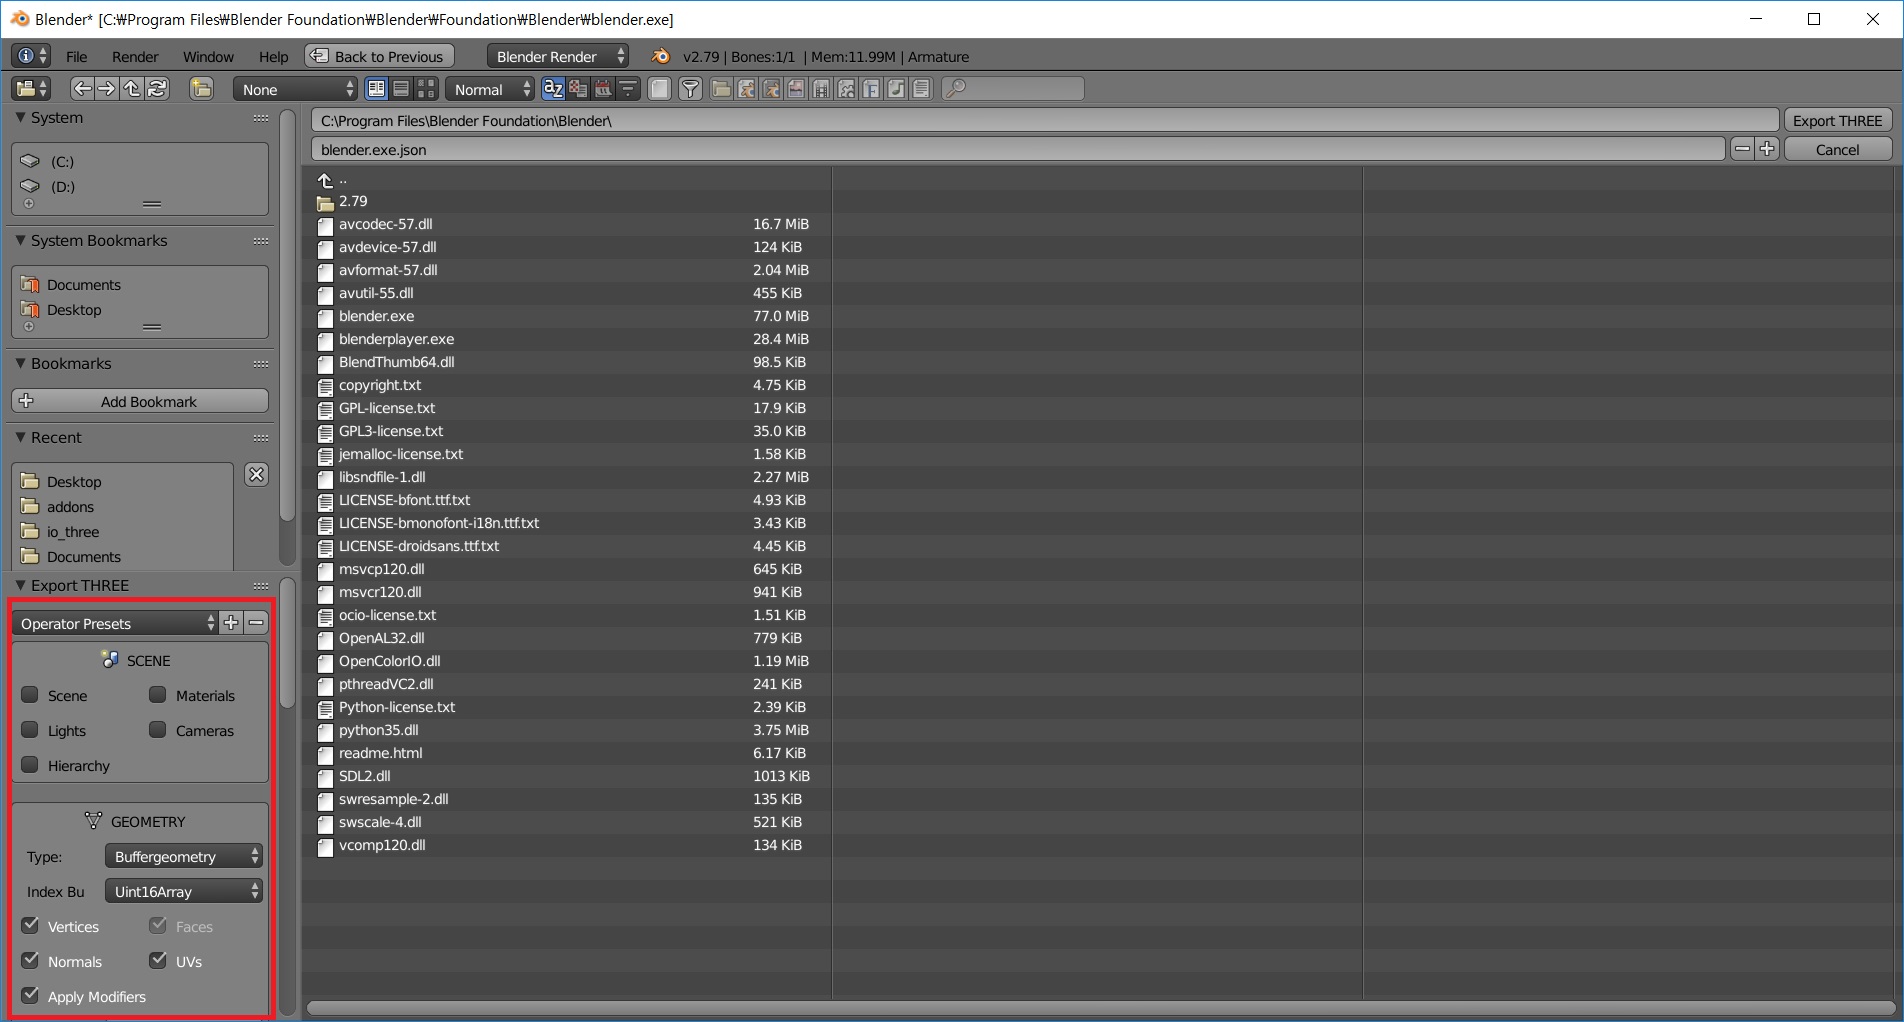 Blender* [C:₩Program Files₩Blender Foundation₩Blender₩Foundation₩Blender₩blender.exe]
File Render Window Help Back to Previous Blender Render v2.79 | Bones:1/1 | Mem:11.99M | Armature
None Normal
System
(C:)
(D:)
System Bookmarks
Documents
Desktop
Bookmarks
Add Bookmark
Recent
Desktop
addons
io_three
Documents
Export THREE
Operator Presets
SCENE
Scene Materials
Lights Cameras
Hierarchy
GEOMETRY
Type: Buffergeometry
Index Bu Uint16Array
Vertices Faces
Normals UVs
Apply Modifiers
C:\Program Files\Blender Foundation\Blender\ Export THREE
blender.exe.json Cancel
..
2.79
avcodec-57.dll 16.7 MiB
avdevice-57.dll 124 KiB
avformat-57.dll 2.04 MiB
avutil-55.dll 455 KiB
blender.exe 77.0 MiB
blenderplayer.exe 28.4 MiB
BlendThumb64.dll 98.5 KiB
copyright.txt 4.75 KiB
GPL-license.txt 17.9 KiB
GPL3-license.txt 35.0 KiB
jemalloc-license.txt 1.58 KiB
libsndfile-1.dll 2.27 MiB
LICENSE-bfont.ttf.txt 4.93 KiB
LICENSE-bmonofont-i18n.ttf.txt 3.43 KiB
LICENSE-droidsans.ttf.txt 4.45 KiB
msvcp120.dll 645 KiB
msvcr120.dll 941 KiB
ocio-license.txt 1.51 KiB
OpenAL32.dll 779 KiB
OpenColorIO.dll 1.19 MiB
pthreadVC2.dll 241 KiB
Python-license.txt 2.39 KiB
python35.dll 3.75 MiB
readme.html 6.17 KiB
SDL2.dll 1013 KiB
swresample-2.dll 135 KiB
swscale-4.dll 521 KiB
vcomp120.dll 134 KiB